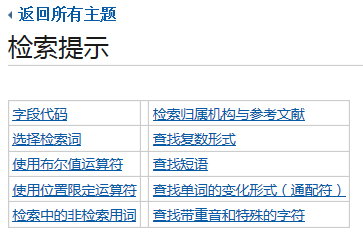 返回所有主题
检索提示
字段代码 检索归属机构与参考文献
选择检索词 查找复数形式
使用布尔值运算符 查找短语
使用位置限定运算符 查找单词的变化形式（通配符）
检索中的非检索用词 查找带重音和特殊的字符